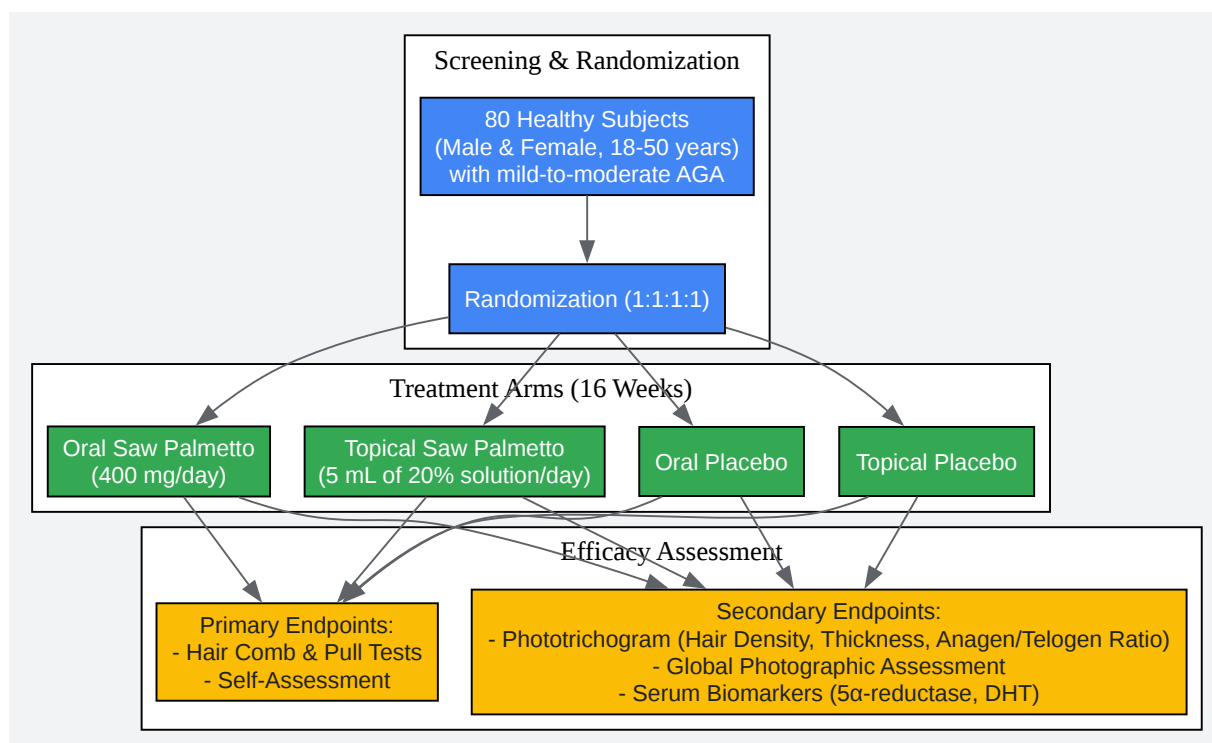 Screening & Randomization
80 Healthy Subjects
(Male & Female, 18-50 years)
with mild-to-moderate AGA
Randomization (1:1:1:1)
Treatment Arms (16 Weeks)
Oral Saw Palmetto
(400 mg/day)
Topical Saw Palmetto
(5 mL of 20% solution/day)
Oral Placebo
Topical Placebo
Efficacy Assessment
Primary Endpoints:
- Hair Comb & Pull Tests
- Self-Assessment
Secondary Endpoints:
- Phototrichogram (Hair Density, Thickness, Anagen/Telogen Ratio)
- Global Photographic Assessment
- Serum Biomarkers (5α-reductase, DHT)